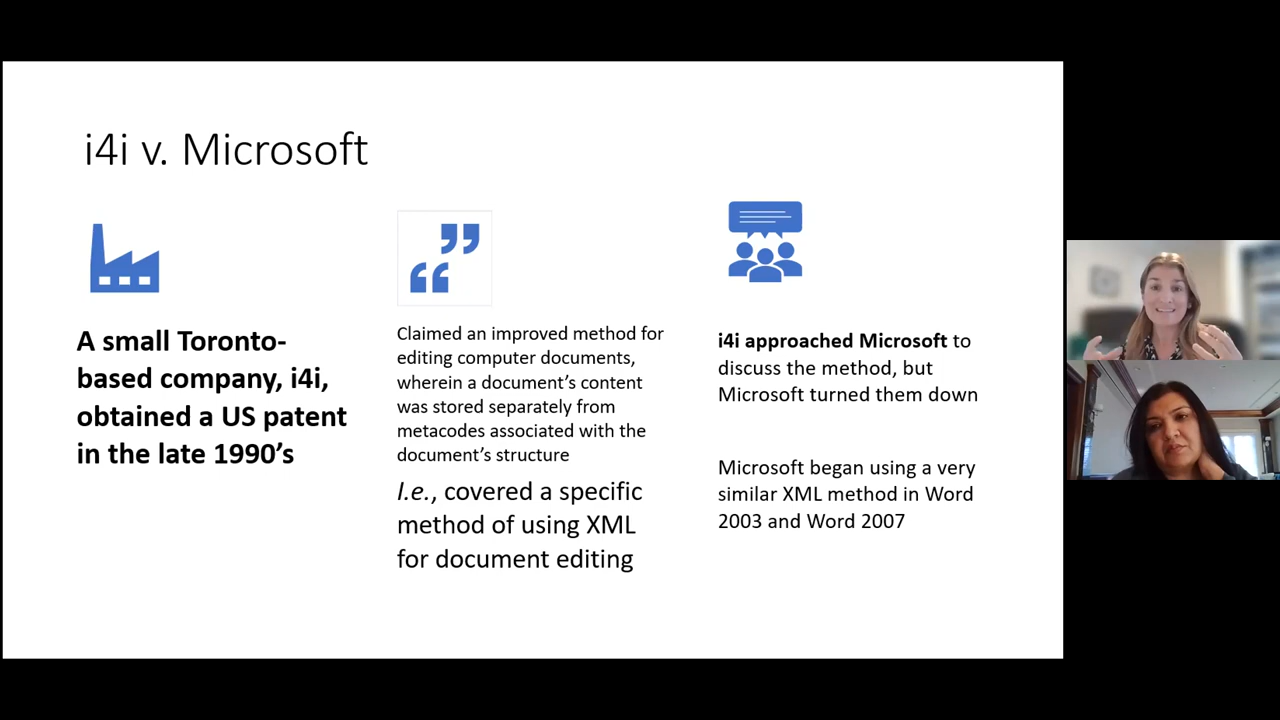 i4i v. Microsoft
A small Toronto-
based company, i4i,
obtained a US patent
in the late 1990’s
Claimed an improved method for
editing computer documents,
wherein a document’s content
was stored separately from
metacodes associated with the
document’s structure
I.e., covered a specific
method of using XML
for document editing
i4i approached Microsoft to
discuss the method, but
Microsoft turned them down
Microsoft began using a very
similar XML method in Word
2003 and Word 2007